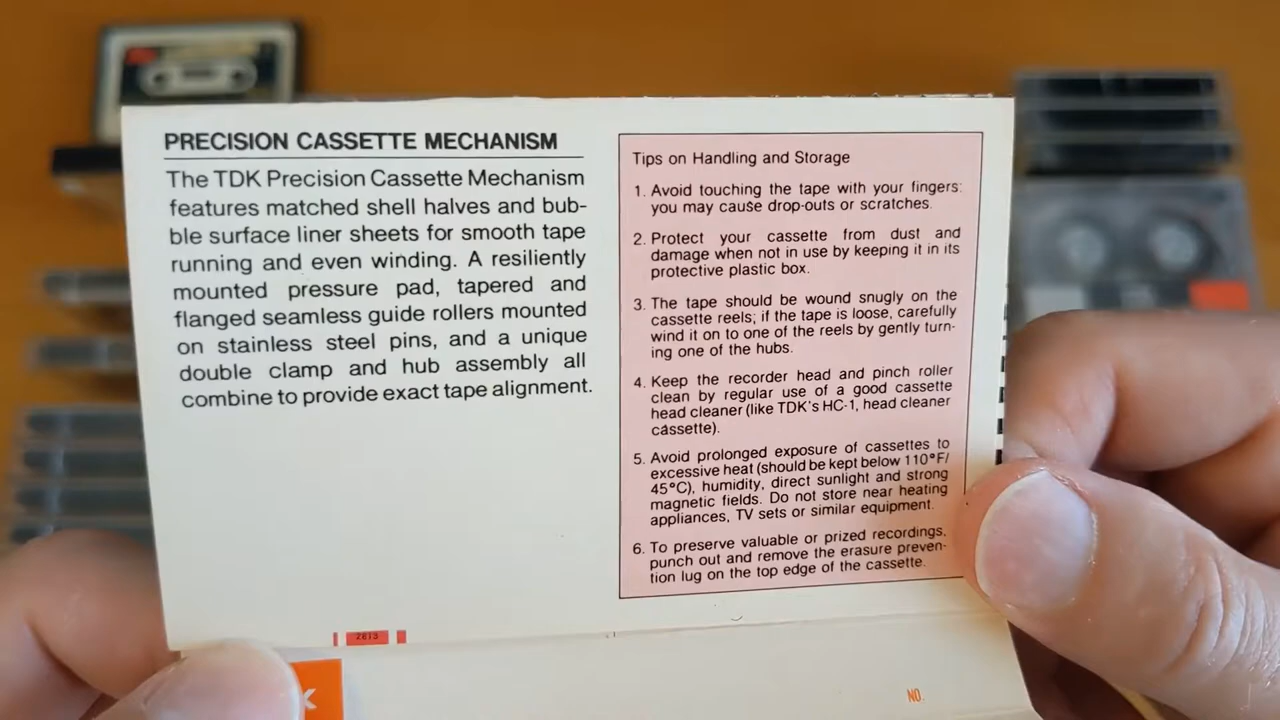 PRECISION CASSETTE MECHANISM
The TDK Precision Cassette Mechanism
features matched shell halves and bub-
ble surface liner sheets for smooth tape
running and even winding. A resiliently
mounted pressure pad, tapered and
flanged seamless guide rollers mounted
on stainless steel pins, and a unique
double clamp and hub assembly all
combine to provide exact tape alignment.
Tips on Handling and Storage
1. Avoid touching the tape with your fingers:
you may cause drop-outs or scratches.
2. Protect your cassette from dust and
damage when not in use by keeping it in its
protective plastic box.
3. The tape should be wound snugly on the
cassette reels; if the tape is loose, carefully
wind it on to one of the reels by gently turn-
ing one of the hubs.
4. Keep the recorder head and pinch roller
clean by regular use of a good cassette
head cleaner (like TDK's HC-1, head cleaner
cassette).
5. Avoid prolonged exposure of cassettes to
excessive heat (should be kept below 110°F/
45°C), humidity, direct sunlight and strong
magnetic fields. Do not store near heating
appliances, TV sets or similar equipment.
6. To preserve valuable or prized recordings,
punch out and remove the erasure preven-
tion lug on the top edge of the cassette.
2813
K
NO.